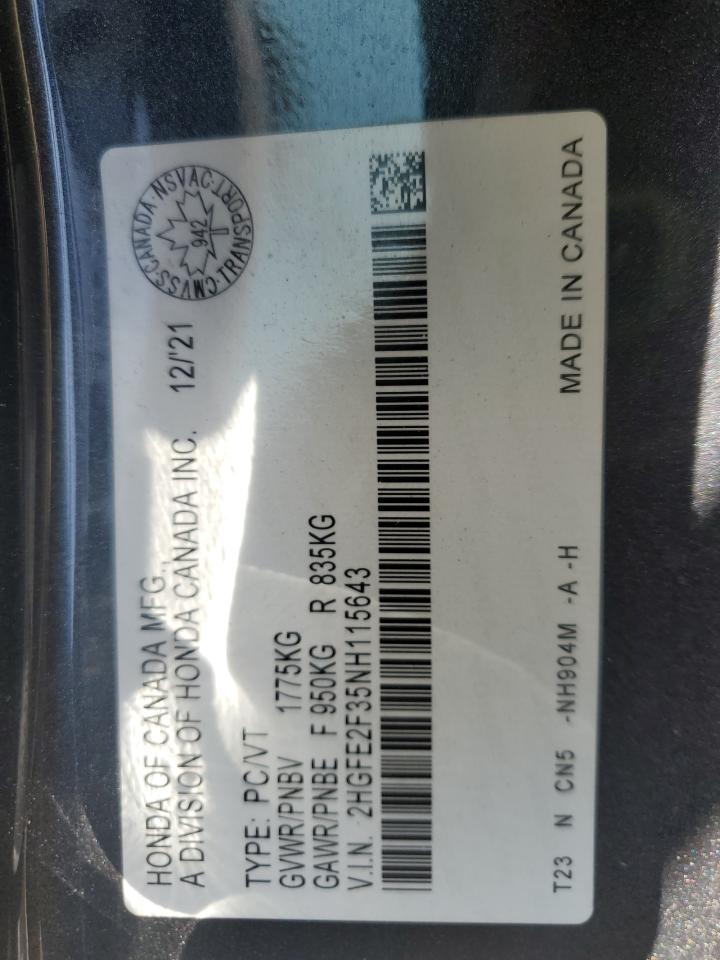 HONDA OF CANADA MFG.,
A DIVISION OF HONDA CANADA INC. 12/'21
CMVSS·CANADA·NSVAC·TRANSPORT·
942
TYPE: PC/VT
GVWR/PNBV 1775KG
GAWR/PNBE F 950KG R 835KG
V.I.N. 2HGFE2F35NH115643
T23 N CN5 -NH904M -A -H MADE IN CANADA